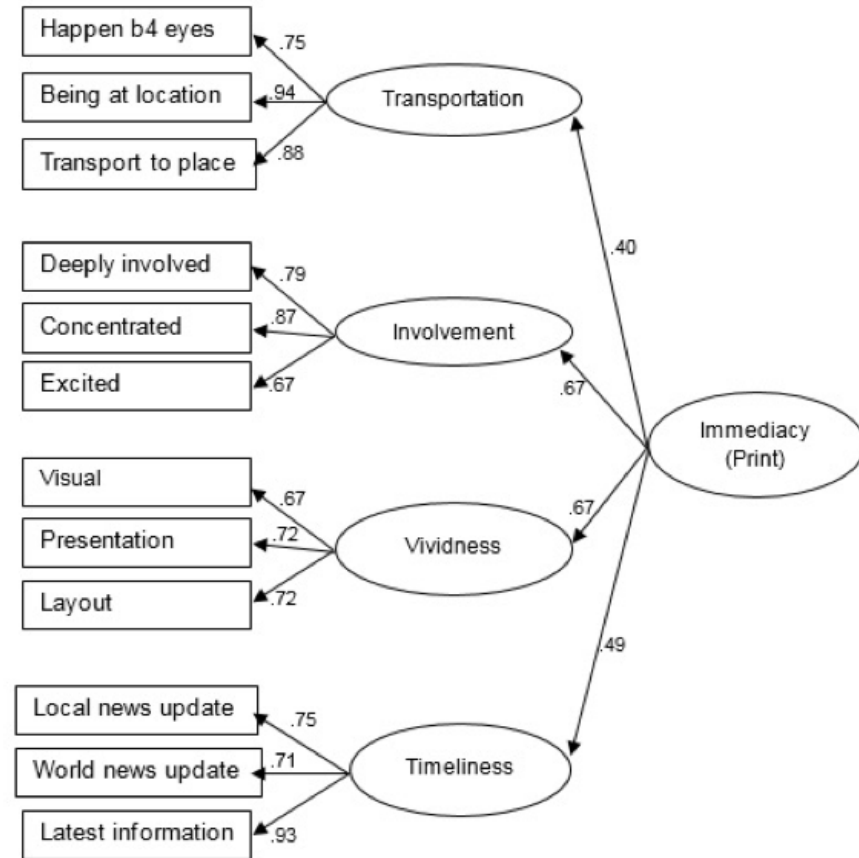 Happen b4 eyes
.75
Being at location
.94
Transportation
Transport to place
.88
.40
Deeply involved
.79
Concentrated
.87
Involvement
Excited
.67
.67
Immediacy
(Print)
Visual
.67
.67
Presentation
.72
Vividness
Layout
.72
.49
Local news update
.75
World news update
.71
Timeliness
Latest information
.93